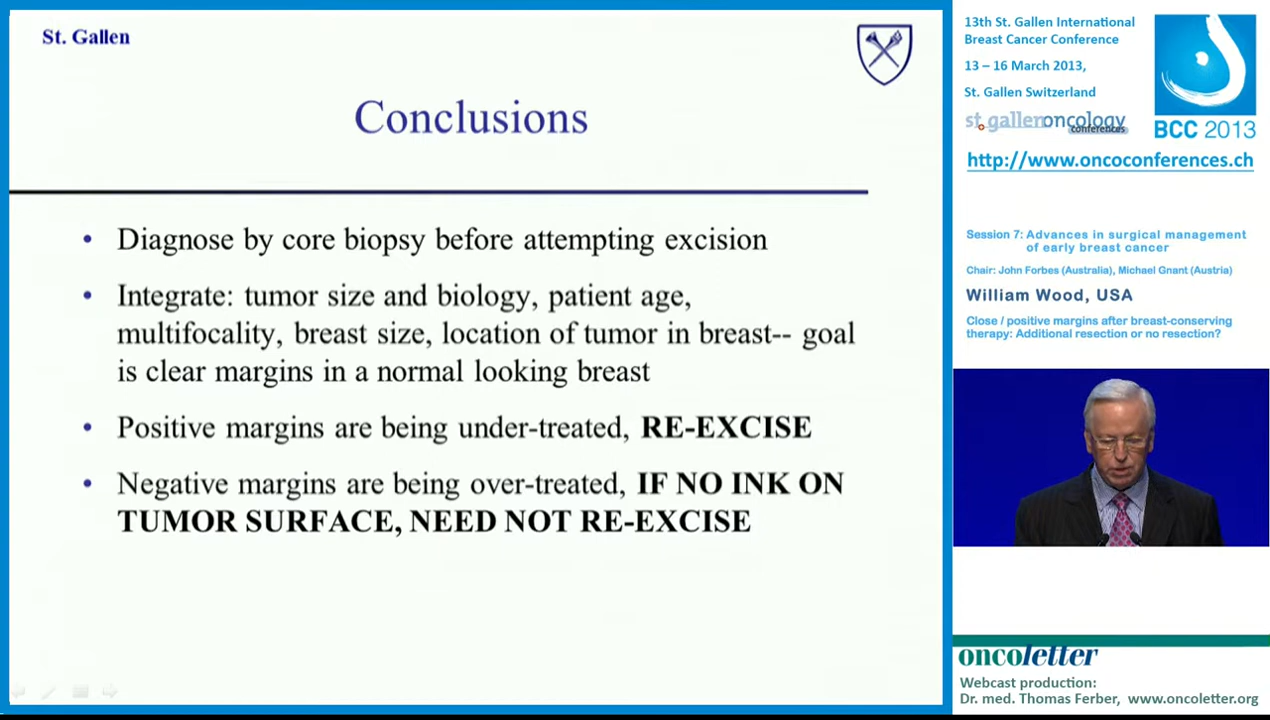 St. Gallen
Conclusions
• Diagnose by core biopsy before attempting excision
• Integrate: tumor size and biology, patient age,
multifocality, breast size, location of tumor in breast-- goal
is clear margins in a normal looking breast
• Positive margins are being under-treated, RE-EXCISE
• Negative margins are being over-treated, IF NO INK ON
TUMOR SURFACE, NEED NOT RE-EXCISE
13th St. Gallen International
Breast Cancer Conference
13 – 16 March 2013,
St. Gallen Switzerland
st.gallenoncology
conferences
BCC 2013
http://www.oncoconferences.ch
Session 7: Advances in surgical management
of early breast cancer
Chair: John Forbes (Australia), Michael Gnant (Austria)
William Wood, USA
Close / positive margins after breast-conserving
therapy: Additional resection or no resection?
oncoletter
Webcast production:
Dr. med. Thomas Ferber, www.oncoletter.org